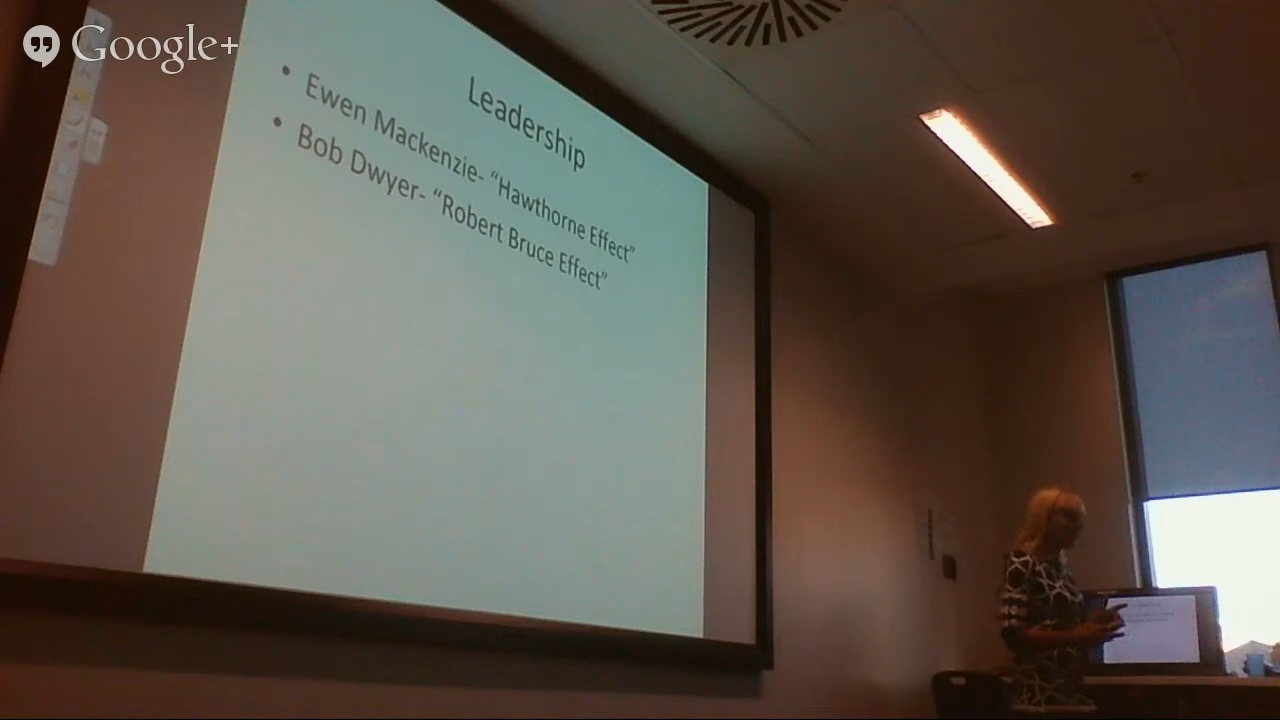 Google+
Leadership
• Ewen Mackenzie- “Hawthorne Effect”
• Bob Dwyer- “Robert Bruce Effect”